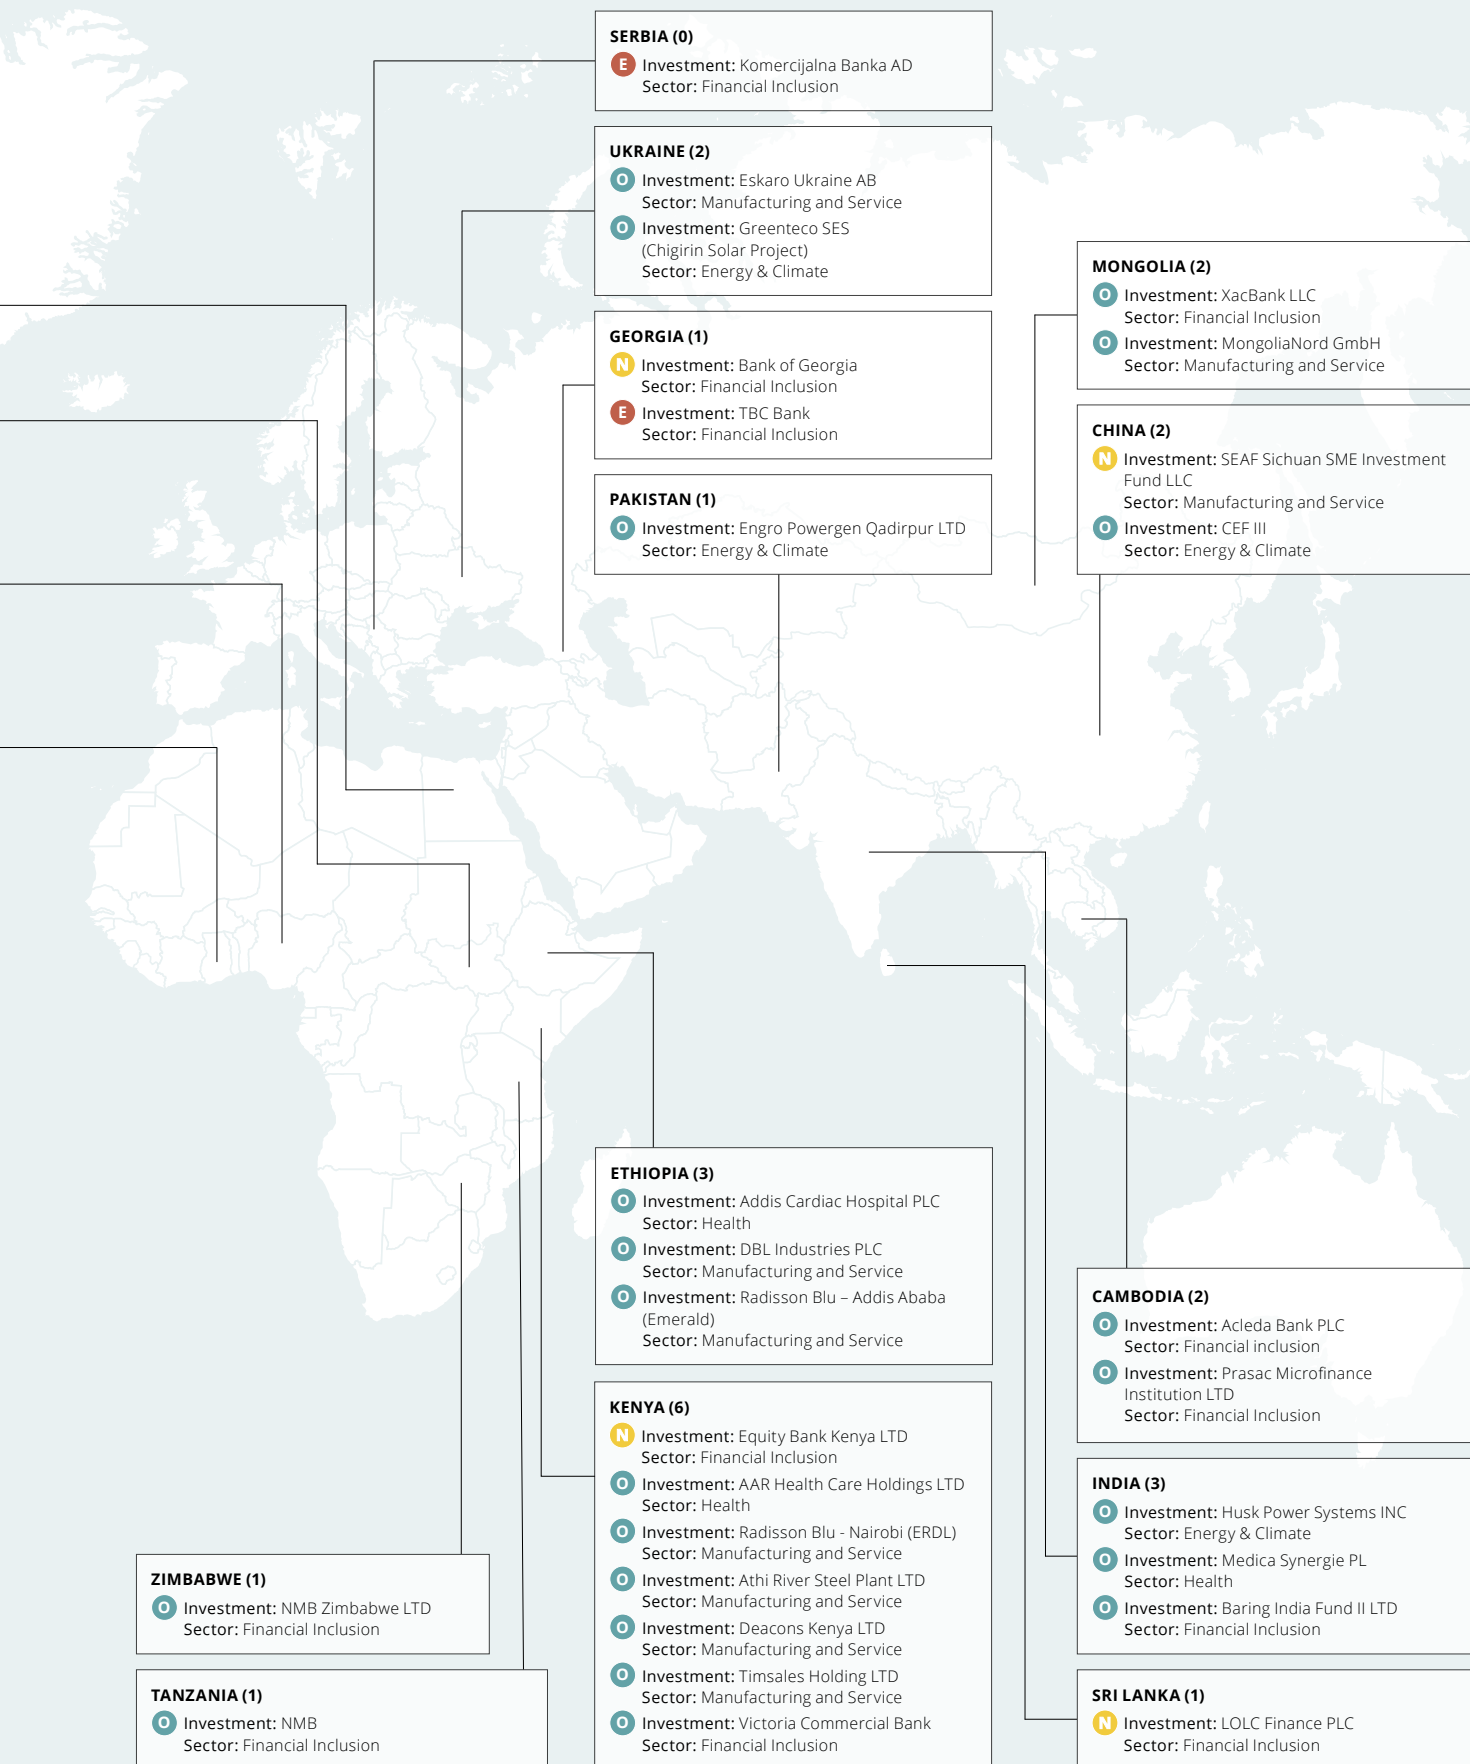 SERBIA (0)
E Investment: Komercijalna Banka AD
Sector: Financial Inclusion
UKRAINE (2)
O Investment: Eskaro Ukraine AB
Sector: Manufacturing and Service
O Investment: Greenteco SES
(Chigirin Solar Project)
Sector: Energy & Climate
GEORGIA (1)
N Investment: Bank of Georgia
Sector: Financial Inclusion
E Investment: TBC Bank
Sector: Financial Inclusion
PAKISTAN (1)
O Investment: Engro Powergen Qadirpur LTD
Sector: Energy & Climate
MONGOLIA (2)
O Investment: XacBank LLC
Sector: Financial Inclusion
O Investment: MongoliaNord GmbH
Sector: Manufacturing and Service
CHINA (2)
N Investment: SEAF Sichuan SME Investment
Fund LLC
Sector: Manufacturing and Service
O Investment: CEF III
Sector: Energy & Climate
ETHIOPIA (3)
O Investment: Addis Cardiac Hospital PLC
Sector: Health
O Investment: DBL Industries PLC
Sector: Manufacturing and Service
O Investment: Radisson Blu – Addis Ababa
(Emerald)
Sector: Manufacturing and Service
KENYA (6)
N Investment: Equity Bank Kenya LTD
Sector: Financial Inclusion
O Investment: AAR Health Care Holdings LTD
Sector: Health
O Investment: Radisson Blu - Nairobi (ERDL)
Sector: Manufacturing and Service
O Investment: Athi River Steel Plant LTD
Sector: Manufacturing and Service
O Investment: Deacons Kenya LTD
Sector: Manufacturing and Service
O Investment: Timsales Holding LTD
Sector: Manufacturing and Service
O Investment: Victoria Commercial Bank
Sector: Financial Inclusion
ZIMBABWE (1)
O Investment: NMB Zimbabwe LTD
Sector: Financial Inclusion
TANZANIA (1)
O Investment: NMB
Sector: Financial Inclusion
CAMBODIA (2)
O Investment: Acleda Bank PLC
Sector: Financial inclusion
O Investment: Prasac Microfinance
Institution LTD
Sector: Financial Inclusion
INDIA (3)
O Investment: Husk Power Systems INC
Sector: Energy & Climate
O Investment: Medica Synergie PL
Sector: Health
O Investment: Baring India Fund II LTD
Sector: Financial Inclusion
SRI LANKA (1)
N Investment: LOLC Finance PLC
Sector: Financial Inclusion